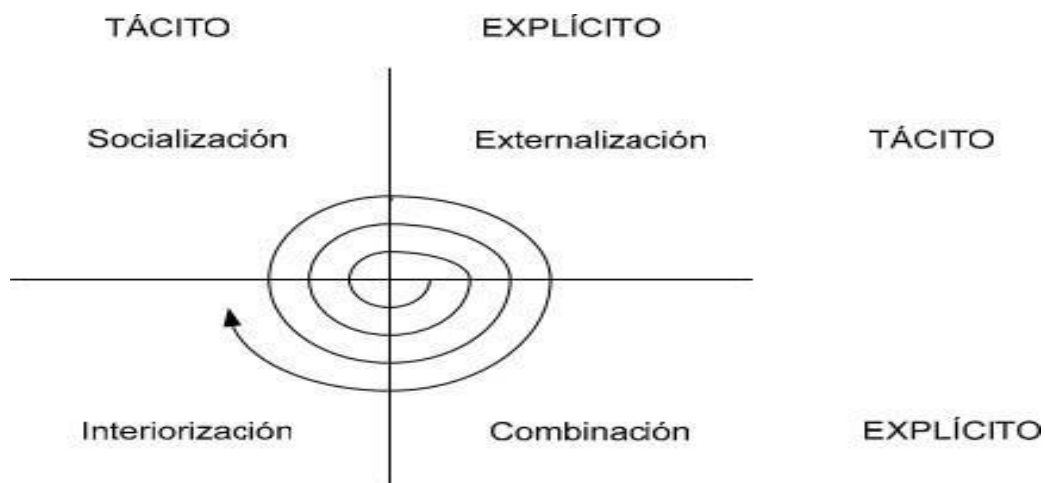 TÁCITO EXPLÍCITO
Socialización Externalización TÁCITO
Interiorización Combinación EXPLÍCITO